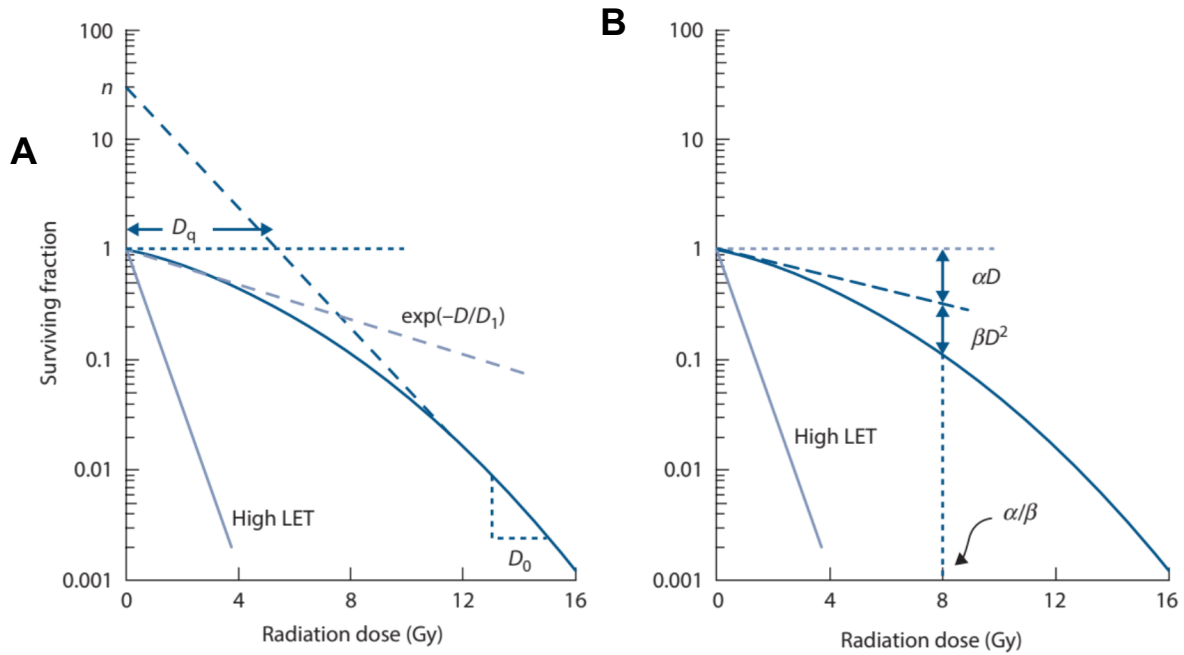 A
100
n
10
1
0.1
0.01
0.001
Surviving fraction
Dq
exp(–D/D1)
High LET
D0
0 4 8 12 16
Radiation dose (Gy)
B
100
10
1
0.1
0.01
0.001
αD
βD²
High LET
α/β
0 4 8 12 16
Radiation dose (Gy)